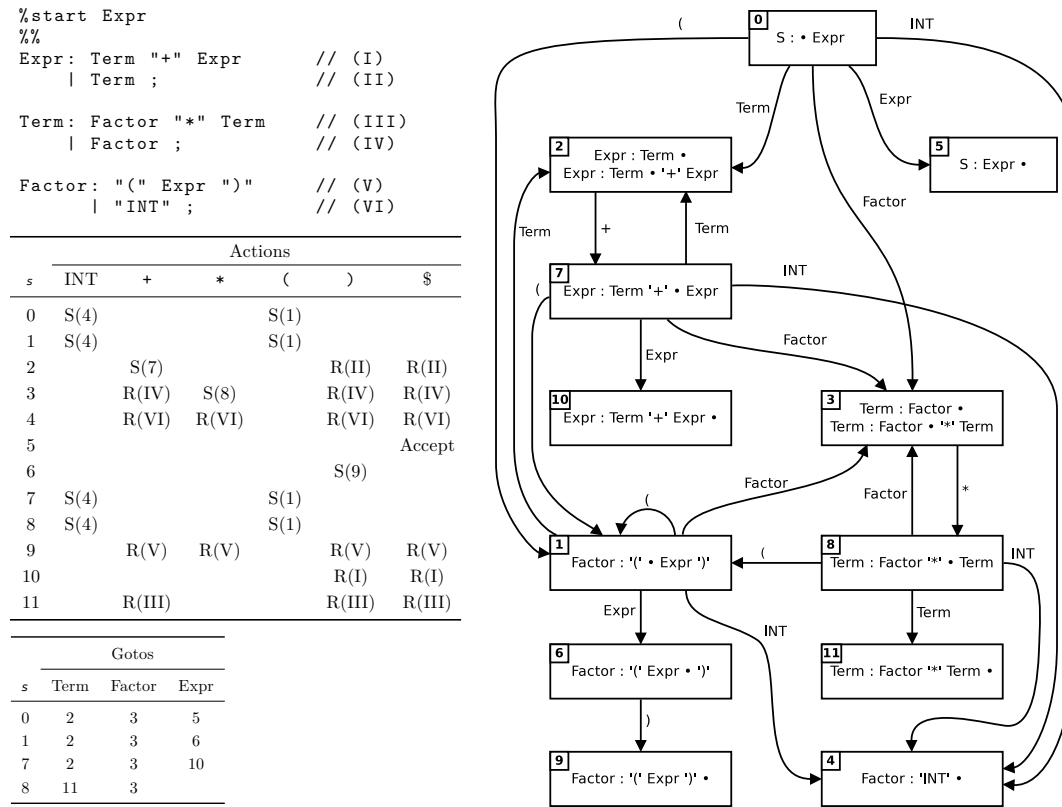 %start Expr
%%
Expr: Term "+" Expr // (I)
| Term ; // (II)
Term: Factor "*" Term // (III)
| Factor ; // (IV)
Factor: "(" Expr ")" // (V)
| "INT" ; // (VI)
Actions
s INT + * ( ) $
0 S(4) S(1)
1 S(4) S(1)
2 S(7) R(II) R(II)
3 R(IV) S(8) R(IV) R(IV)
4 R(VI) R(VI) R(VI) R(VI)
5 Accept
6 S(9)
7 S(4) S(1)
8 S(4) S(1)
9 R(V) R(V) R(V) R(V)
10 R(I) R(I)
11 R(III) R(III) R(III)
Gotos
s Term Factor Expr
0 2 3 5
1 2 3 6
7 2 3 10
8 11 3
0
S : • Expr
(
INT
Term
Expr
Factor
2
Expr : Term •
Expr : Term • '+' Expr
5
S : Expr •
Term
+
Term
7
Expr : Term '+' • Expr
(
INT
Expr
Factor
10
Expr : Term '+' Expr •
3
Term : Factor •
Term : Factor • '*' Term
Factor
(
Factor
*
1
Factor : '(' • Expr ')'
(
8
Term : Factor '*' • Term
INT
Expr
INT
Term
6
Factor : '(' Expr • ')'
11
Term : Factor '*' Term •
)
9
Factor : '(' Expr ')' •
4
Factor : 'INT' •